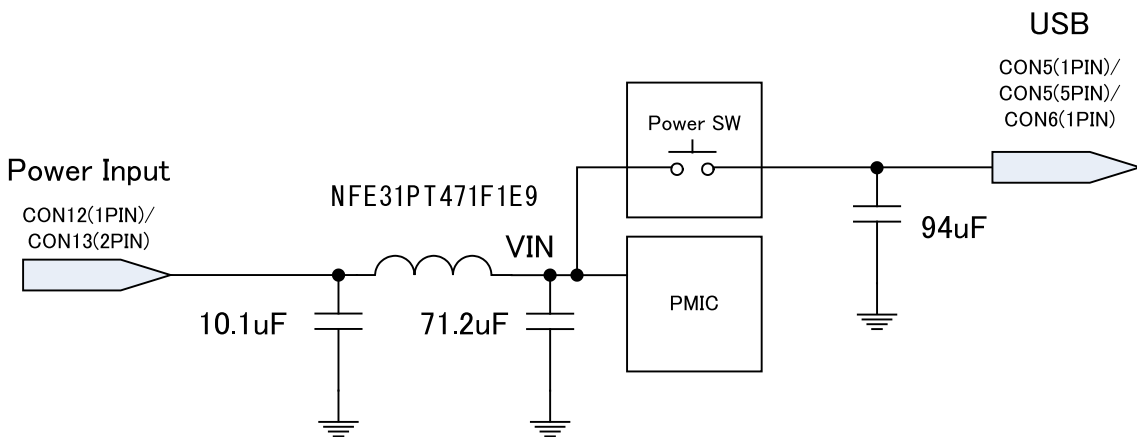 USB
CON5(1PIN)/
CON5(5PIN)/
CON6(1PIN)
Power SW
Power Input
CON12(1PIN)/
CON13(2PIN)
NFE31PT471F1E9
VIN
94uF
10.1uF
71.2uF
PMIC